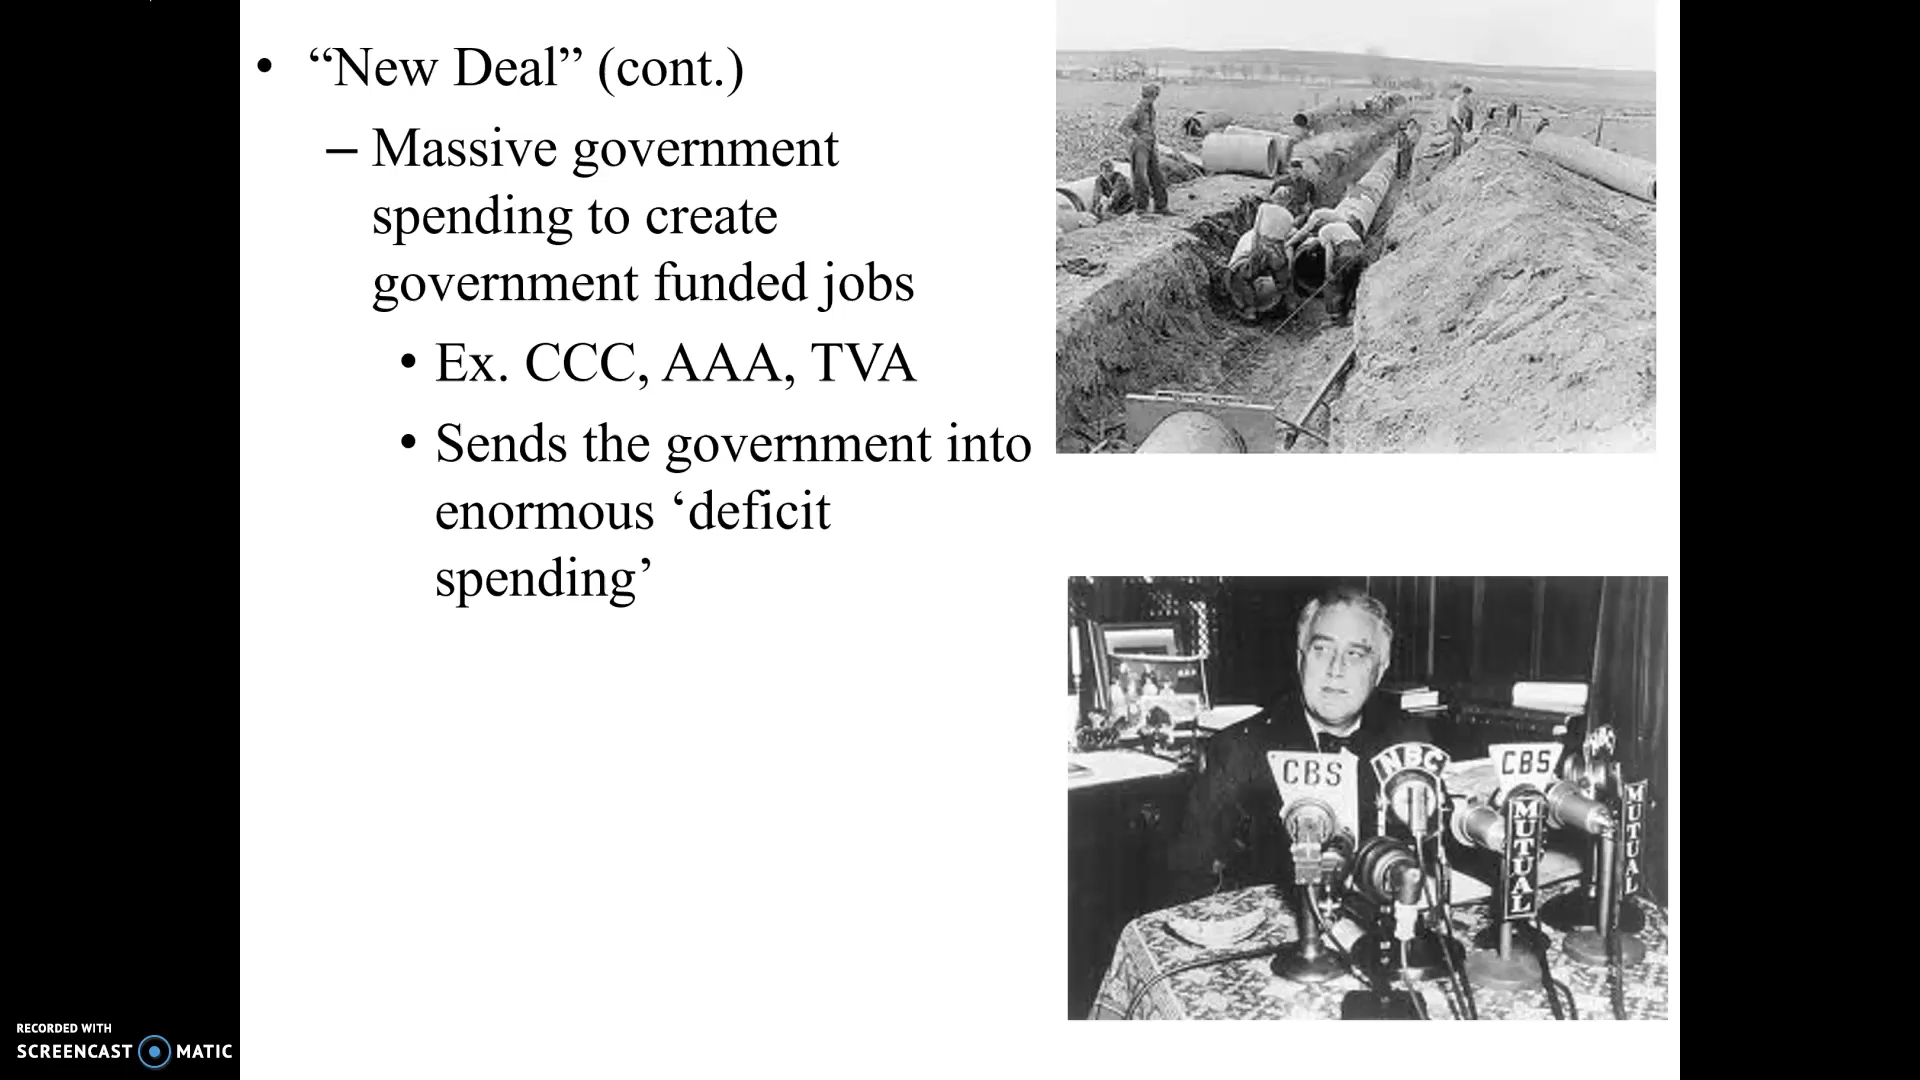 • “New Deal” (cont.)
– Massive government
spending to create
government funded jobs
• Ex. CCC, AAA, TVA
• Sends the government into
enormous ‘deficit
spending’
CBS
NBC
CBS
MUTUAL
MUTUAL
RECORDED WITH
SCREENCAST MATIC